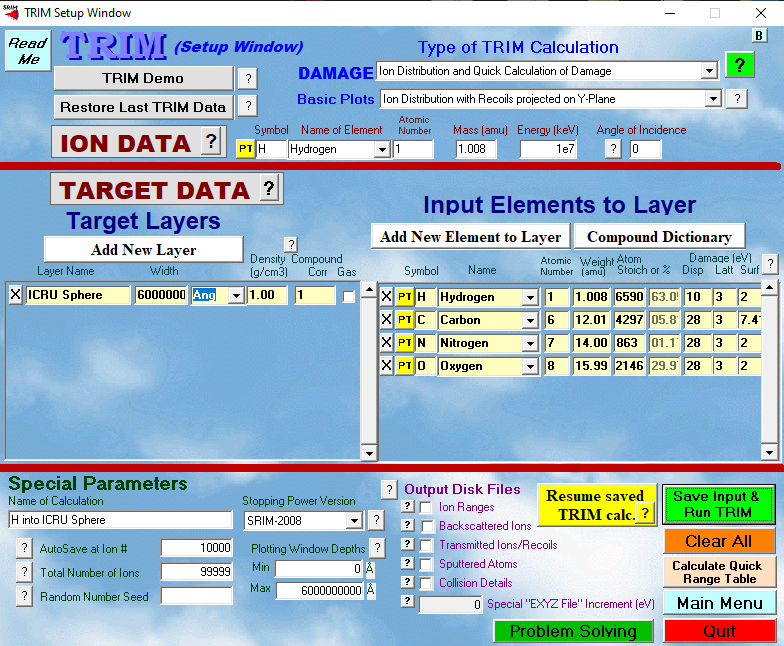 SRIM TRIM Setup Window
Read Me
TRIM (Setup Window)
Type of TRIM Calculation
B
TRIM Demo ?
DAMAGE Ion Distribution and Quick Calculation of Damage ?
Restore Last TRIM Data ?
Basic Plots Ion Distribution with Recoils projected on Y-Plane ?
ION DATA ?
Symbol Name of Element Atomic Number Mass (amu) Energy (keV) Angle of Incidence
PT H Hydrogen 1 1.008 1e7 ? 0
TARGET DATA ?
Target Layers
Input Elements to Layer
Add New Layer ?
Add New Element to Layer Compound Dictionary
Layer Name Width Density (g/cm3) Compound Corr Gas
Symbol Name Atomic Number Weight (amu) Atom Stoich or % Damage (eV) Disp Latt Surf ?
X ICRU Sphere 6000000 Ang 1.00 1
X PT H Hydrogen 1 1.008 6590 63.0 10 3 2
X PT C Carbon 6 12.01 4297 05.8 28 3 7.4
X PT N Nitrogen 7 14.00 863 01.1 28 3 2
X PT O Oxygen 8 15.99 2146 29.9 28 3 2
Special Parameters
Name of Calculation
H into ICRU Sphere
Stopping Power Version
SRIM-2008 ?
? AutoSave at Ion # 10000
? Total Number of Ions 99999
? Random Number Seed
Plotting Window Depths ?
Min 0 Å
Max 6000000000 Å
? Output Disk Files
? Ion Ranges
? Backscattered Ions
? Transmitted Ions/Recoils
? Sputtered Atoms
? Collision Details
? 0 Special "EXYZ File" Increment (eV)
Resume saved TRIM calc. ?
Problem Solving
Save Input & Run TRIM
Clear All
Calculate Quick Range Table
Main Menu
Quit